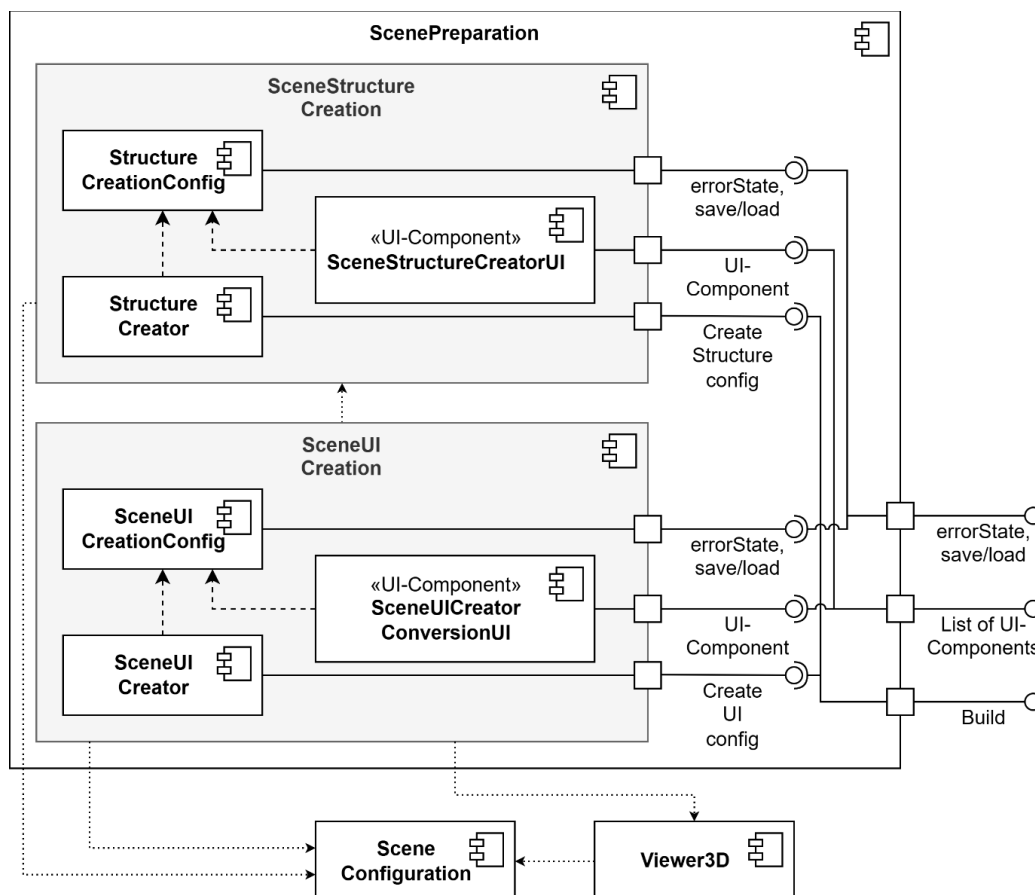 ScenePreparation
SceneStructure
Creation
Structure
CreationConfig
errorState,
save/load
«UI-Component»
SceneStructureCreatorUI
UI-
Component
Structure
Creator
Create
Structure
config
SceneUI
Creation
SceneUI
CreationConfig
errorState,
save/load
errorState,
save/load
«UI-Component»
SceneUICreator
ConversionUI
UI-
Component
List of UI-
Components
SceneUI
Creator
Create
UI
config
Build
Scene
Configuration
Viewer3D